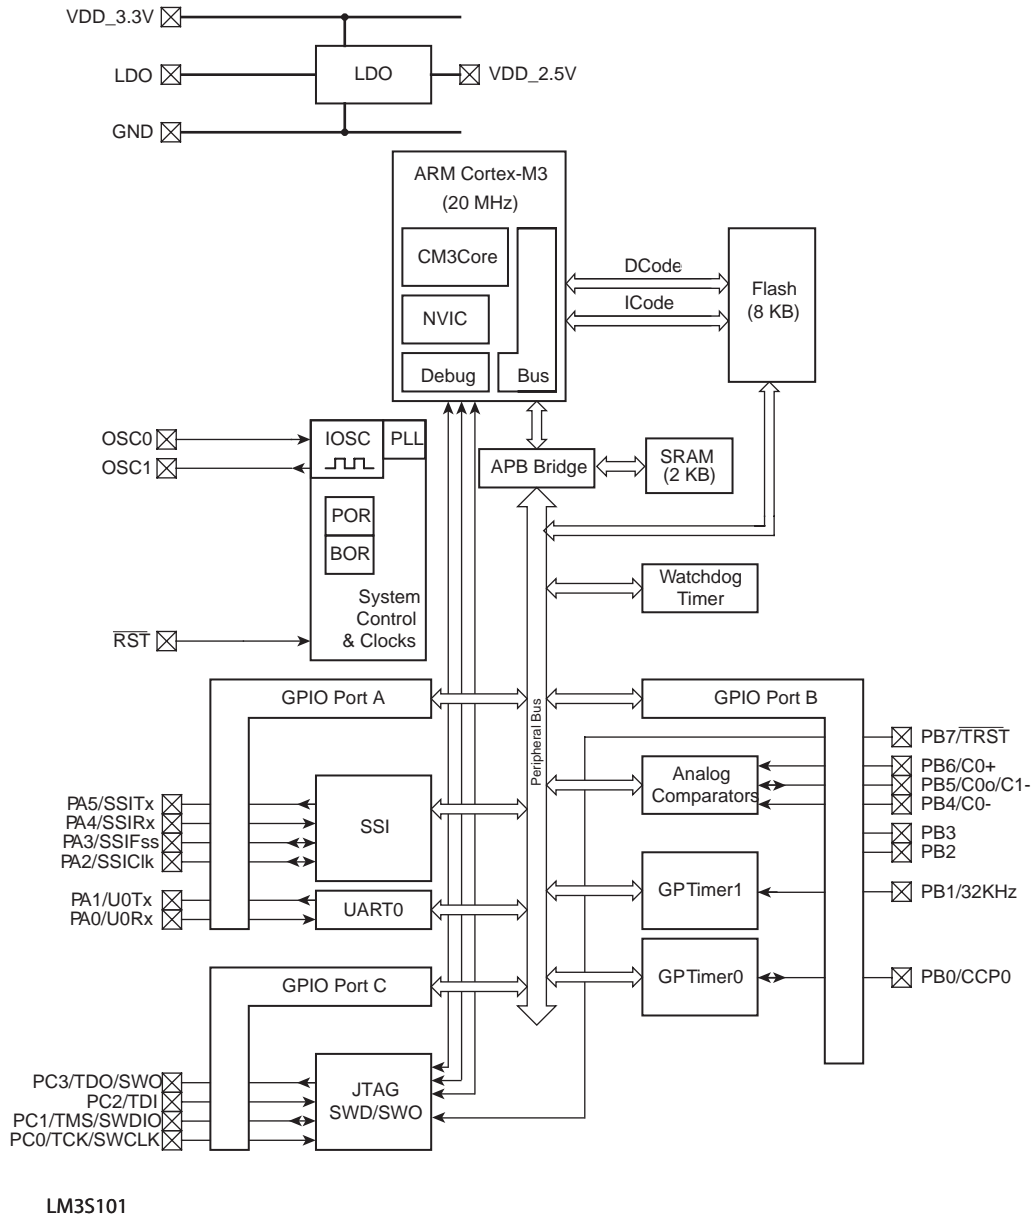 VDD_3.3V
LDO
LDO
VDD_2.5V
GND
ARM Cortex-M3
(20 MHz)
CM3Core
NVIC
Debug
Bus
DCode
ICode
Flash
(8 KB)
OSC0
OSC1
IOSC
PLL
POR
BOR
System
Control
& Clocks
RST
APB Bridge
SRAM
(2 KB)
Watchdog
Timer
Peripheral Bus
GPIO Port A
GPIO Port B
PB7/TRST
PB6/C0+
PB5/C0o/C1-
PB4/C0-
PB3
PB2
PB1/32KHz
PB0/CCP0
Analog
Comparators
GPTimer1
GPTimer0
PA5/SSITx
PA4/SSIRx
PA3/SSIFss
PA2/SSIClk
SSI
PA1/U0Tx
PA0/U0Rx
UART0
GPIO Port C
PC3/TDO/SWO
PC2/TDI
PC1/TMS/SWDIO
PC0/TCK/SWCLK
JTAG
SWD/SWO
LM3S101